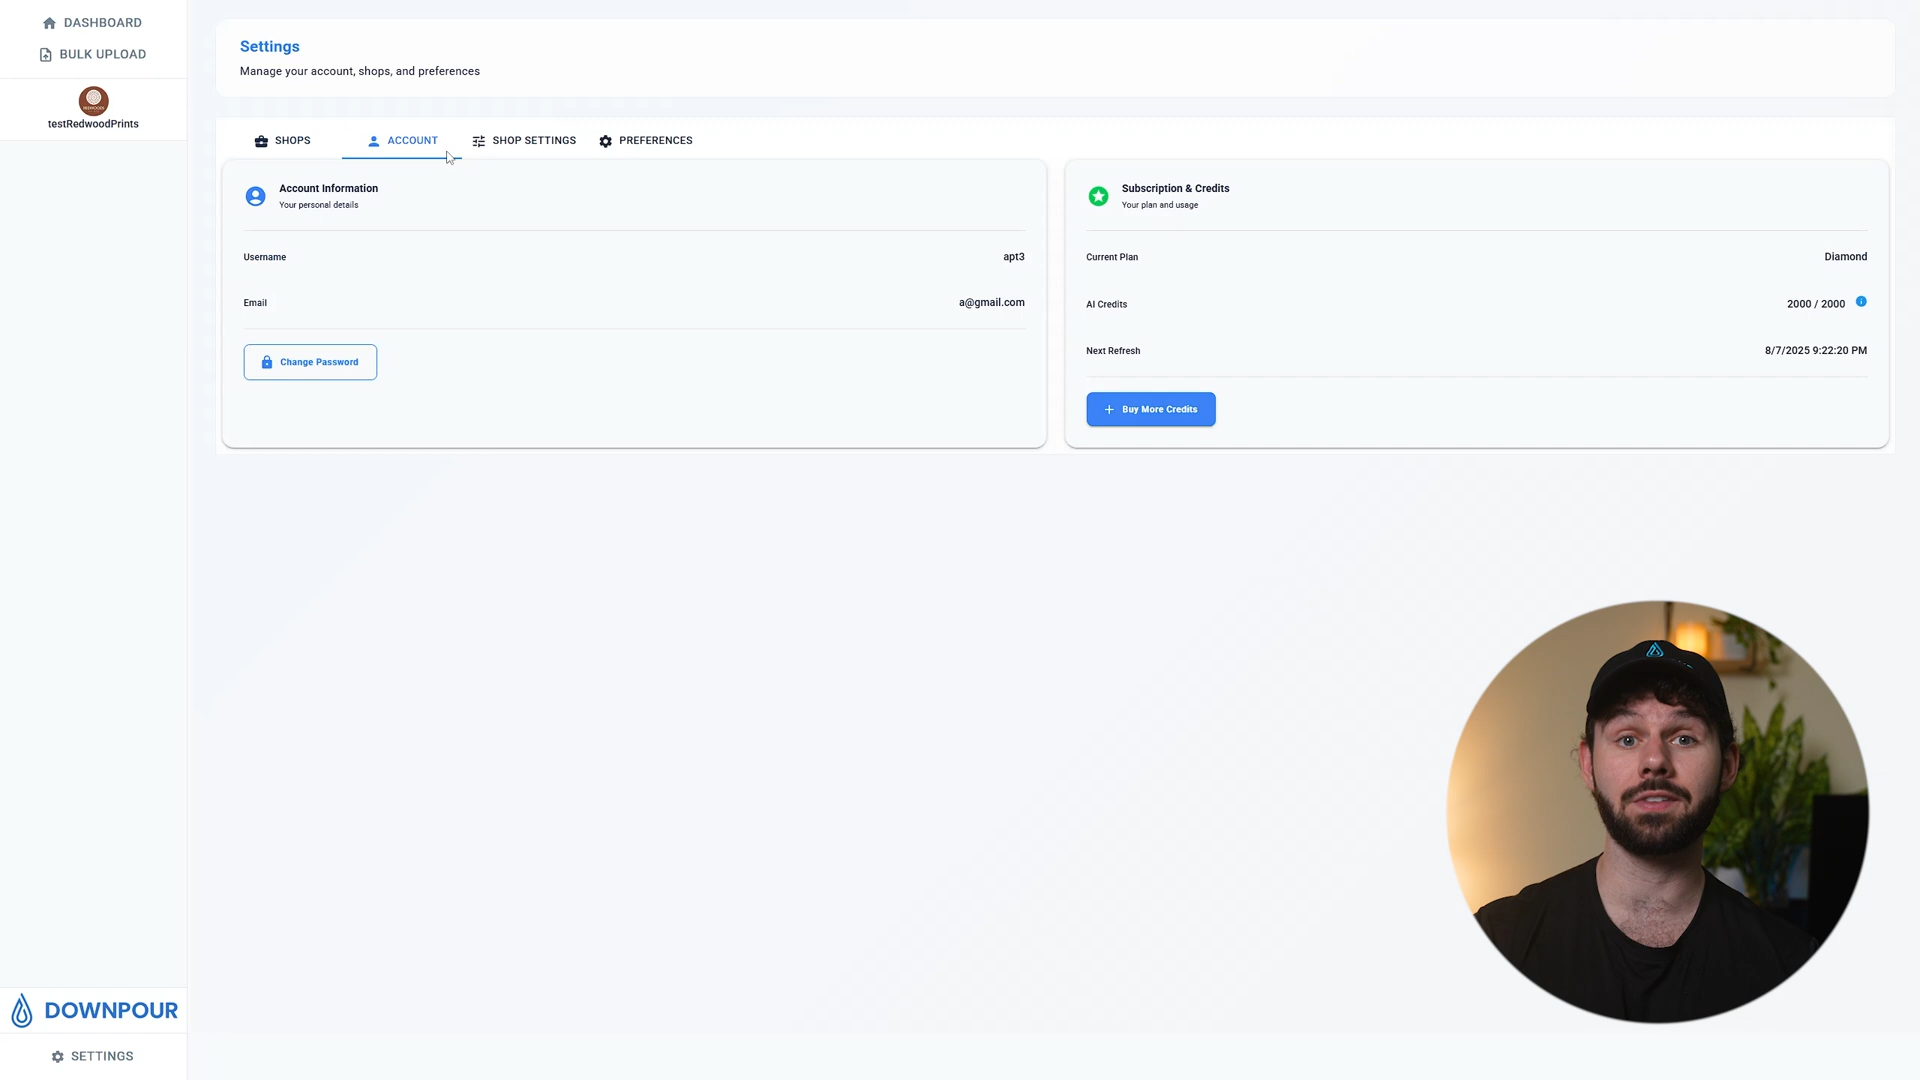 DASHBOARD
BULK UPLOAD
testRedwoodPrints
Settings
Manage your account, shops, and preferences
SHOPS
ACCOUNT
SHOP SETTINGS
PREFERENCES
Account Information
Your personal details
Username
apt3
Email
a@gmail.com
Change Password
Subscription & Credits
Your plan and usage
Current Plan
Diamond
AI Credits
2000 / 2000
Next Refresh
8/7/2025 9:22:20 PM
Buy More Credits
DOWNPOUR
SETTINGS